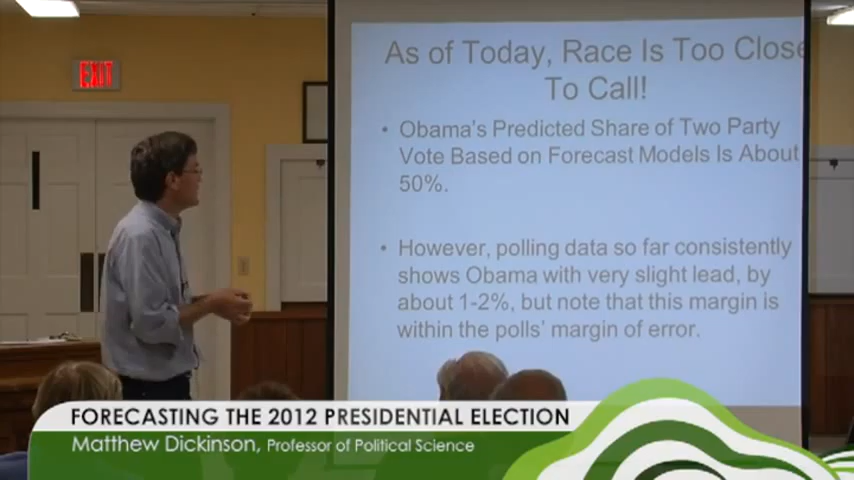 EXIT
As of Today, Race Is Too Close
To Call!
• Obama's Predicted Share of Two Party
Vote Based on Forecast Models Is About
50%.
• However, polling data so far consistently
shows Obama with very slight lead, by
about 1-2%, but note that this margin is
within the polls' margin of error.
FORECASTING THE 2012 PRESIDENTIAL ELECTION
Matthew Dickinson, Professor of Political Science